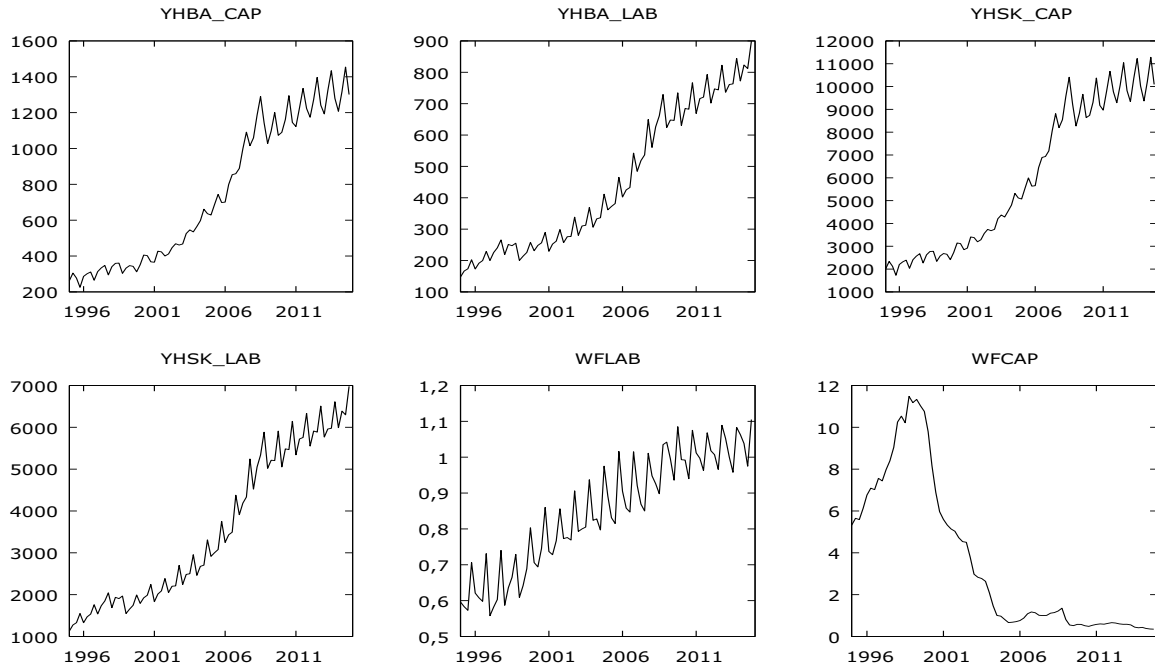 YHBA_CAP YHBA_LAB YHSK_CAP
1600 900 12000
1400 800 11000
1200 700 10000
1000 600 9000
800 500 8000
600 400 7000
400 300 6000
200 200 5000
100 4000
3000
2000
1000
1996 2001 2006 2011 1996 2001 2006 2011 1996 2001 2006 2011
YHSK_LAB WFLAB WFCAP
7000 1,2 12
6000 1,1 10
5000 1 8
4000 0,9 6
3000 0,8 4
2000 0,7 2
1000 0,6 0
0,5
1996 2001 2006 2011 1996 2001 2006 2011 1996 2001 2006 2011